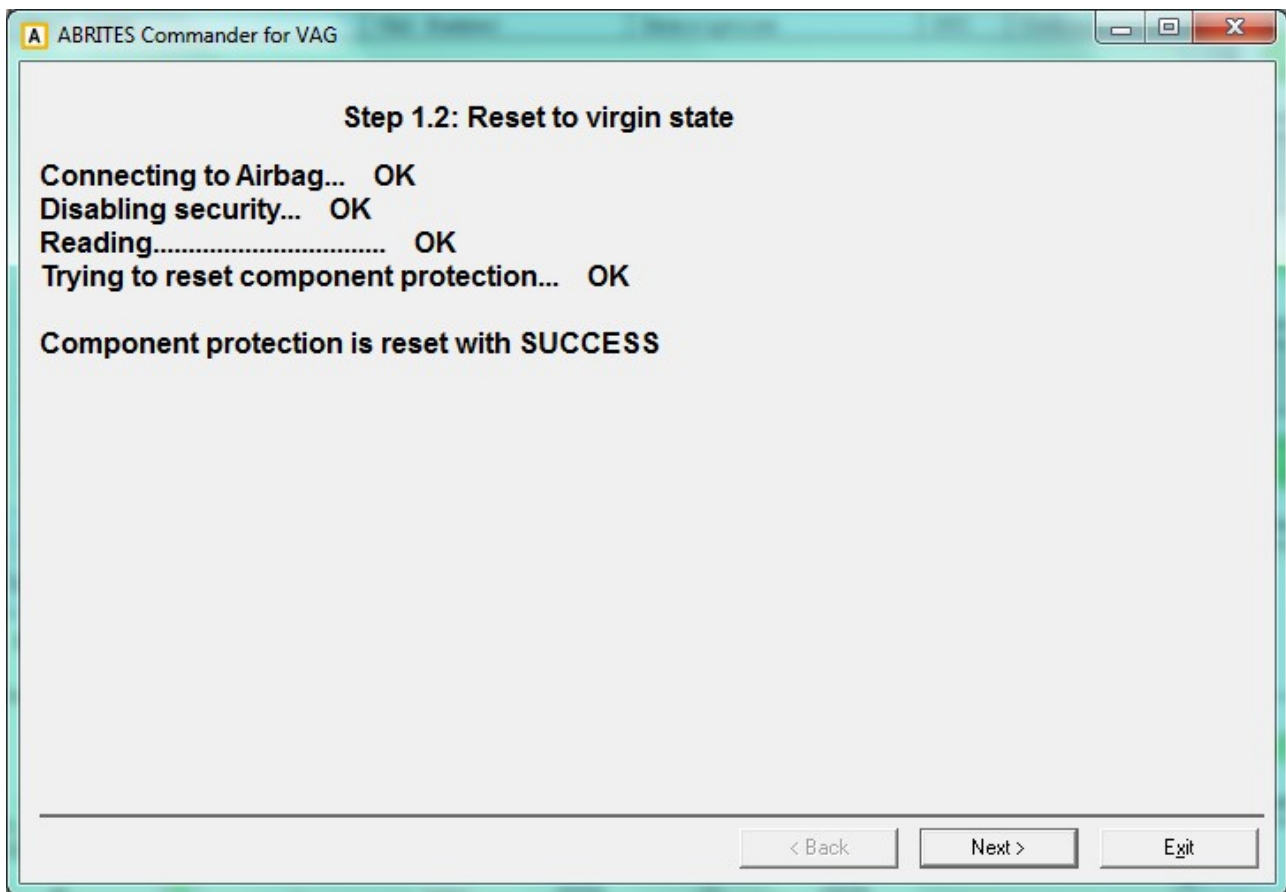 A ABRITES Commander for VAG
Step 1.2: Reset to virgin state
Connecting to Airbag... OK
Disabling security... OK
Reading................................. OK
Trying to reset component protection... OK
Component protection is reset with SUCCESS
< Back Next > Exit